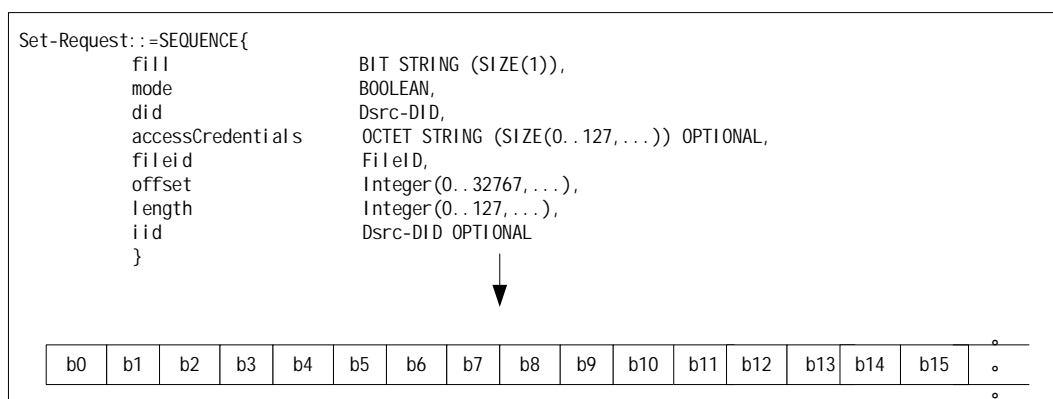 Set-Request::=SEQUENCE{
fill BIT STRING (SIZE(1)),
mode BOOLEAN,
did Dsrc-DID,
accessCredentials OCTET STRING (SIZE(0..127,...)) OPTIONAL,
fileid FileID,
offset Integer(0..32767,...),
length Integer(0..127,...),
iid Dsrc-DID OPTIONAL
}
b0 b1 b2 b3 b4 b5 b6 b7 b8 b9 b10 b11 b12 b13 b14 b15